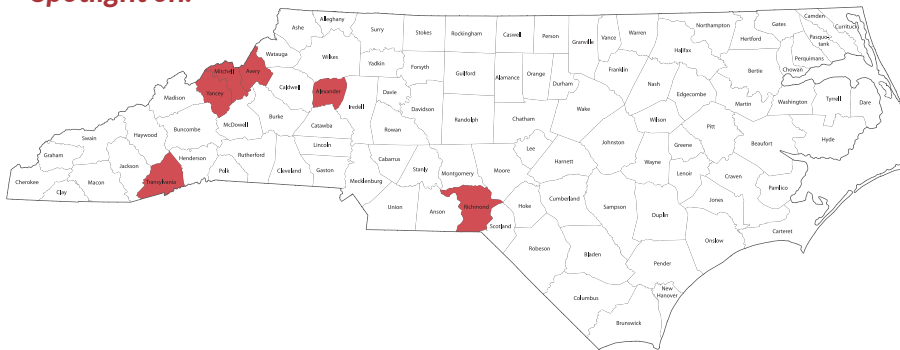 Spotlight on:
Alleghany
Ashe
Surry
Stokes
Rockingham
Caswell
Person
Granville
Vance
Warren
Northampton
Gates
Camden
Currituck
Pasquo-
tank
Hertford
Halifax
Perquimans
Chowan
Bertie
Watauga
Wilkes
Yadkin
Forsyth
Guilford
Alamance
Orange
Durham
Franklin
Nash
Edgecombe
Martin
Washington
Tyrrell
Dare
Mitchell
Avery
Yancey
Caldwell
Alexander
Iredell
Davie
Davidson
Randolph
Chatham
Wake
Wilson
Pitt
Beaufort
Hyde
Madison
Buncombe
McDowell
Burke
Catawba
Rowan
Lee
Johnston
Greene
Wayne
Lenoir
Craven
Pamlico
Haywood
Swain
Graham
Jackson
Henderson
Rutherford
Polk
Cleveland
Lincoln
Gaston
Mecklenburg
Cabarrus
Stanly
Montgomery
Moore
Harnett
Cherokee
Clay
Macon
Transylvania
Union
Anson
Richmond
Scotland
Hoke
Cumberland
Sampson
Duplin
Jones
Carteret
Onslow
Robeson
Bladen
Pender
Columbus
New
Hanover
Brunswick